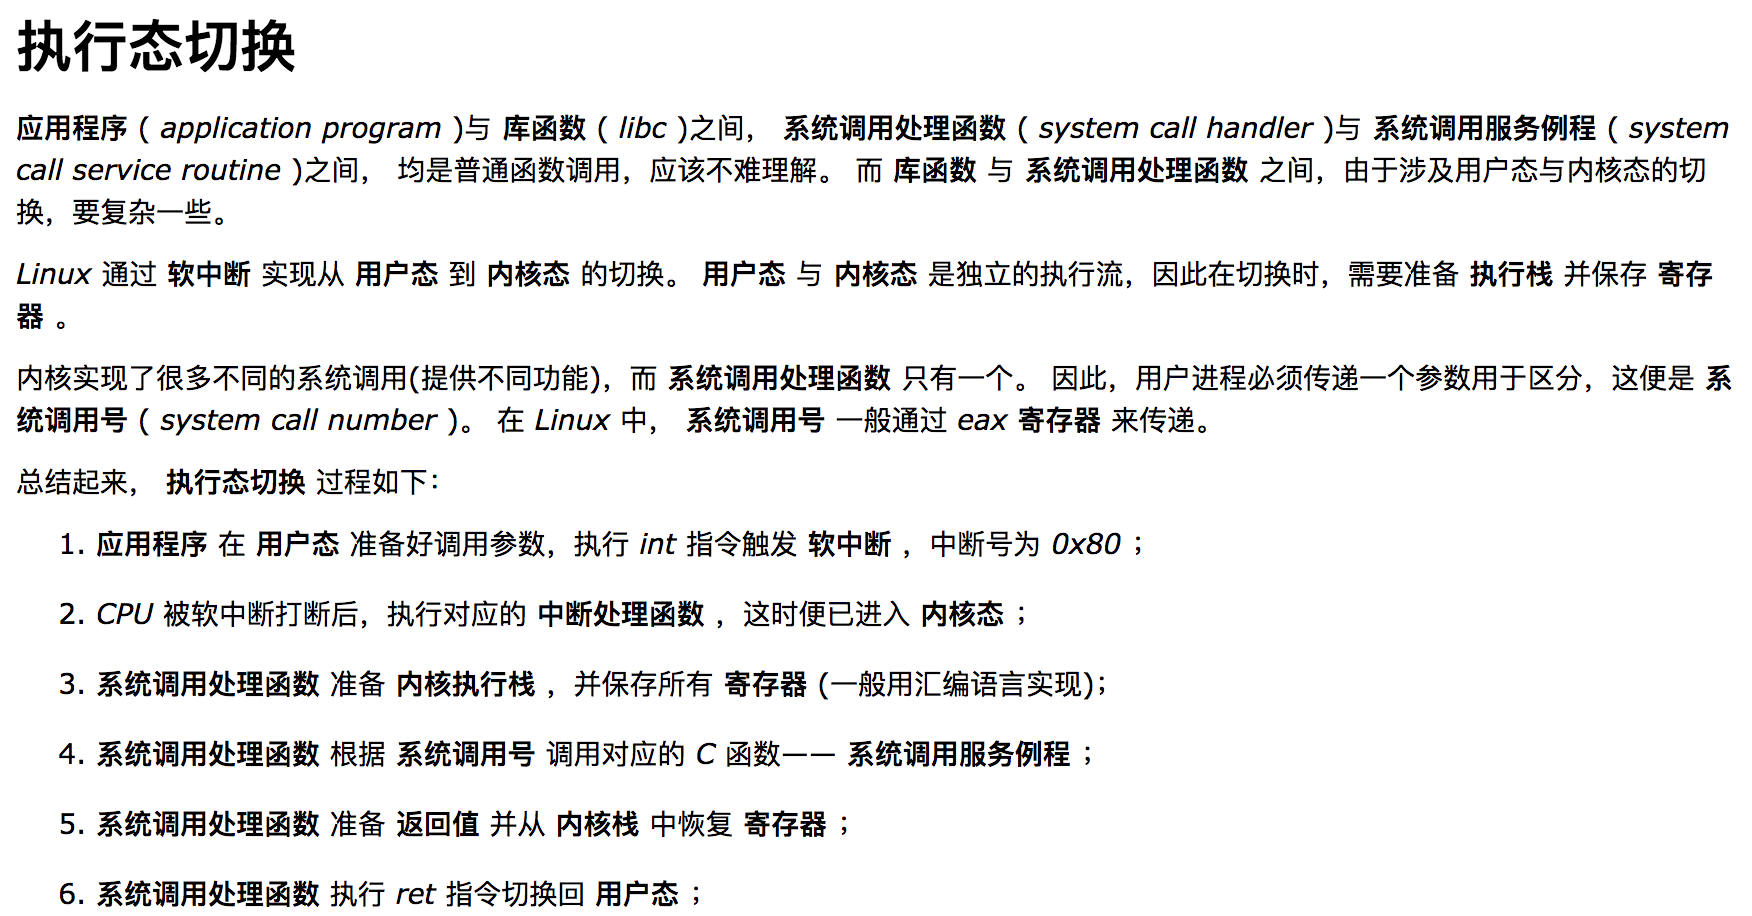 执行态切换
应用程序 ( application program )与 库函数 ( libc )之间， 系统调用处理函数 ( system call handler )与 系统调用服务例程 ( system
call service routine )之间， 均是普通函数调用，应该不难理解。 而 库函数 与 系统调用处理函数 之间，由于涉及用户态与内核态的切
换，要复杂一些。
Linux 通过 软中断 实现从 用户态 到 内核态 的切换。 用户态 与 内核态 是独立的执行流，因此在切换时，需要准备 执行栈 并保存 寄存
器 。
内核实现了很多不同的系统调用(提供不同功能)，而 系统调用处理函数 只有一个。 因此，用户进程必须传递一个参数用于区分，这便是 系
统调用号 ( system call number )。 在 Linux 中， 系统调用号 一般通过 eax 寄存器 来传递。
总结起来， 执行态切换 过程如下：
1. 应用程序 在 用户态 准备好调用参数，执行 int 指令触发 软中断 ，中断号为 0x80 ；
2. CPU 被软中断打断后，执行对应的 中断处理函数 ，这时便已进入 内核态 ；
3. 系统调用处理函数 准备 内核执行栈 ，并保存所有 寄存器 (一般用汇编语言实现)；
4. 系统调用处理函数 根据 系统调用号 调用对应的 C 函数—— 系统调用服务例程 ；
5. 系统调用处理函数 准备 返回值 并从 内核栈 中恢复 寄存器 ；
6. 系统调用处理函数 执行 ret 指令切换回 用户态 ；